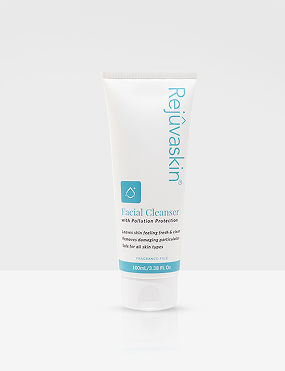 Rejûvaskin®
Facial Cleanser
with Pollution Protection
Leaves skin feeling fresh & clean
Removes damaging particulates
Safe for all skin types
FRAGRANCE FREE
100mL/3.38 Fl Oz